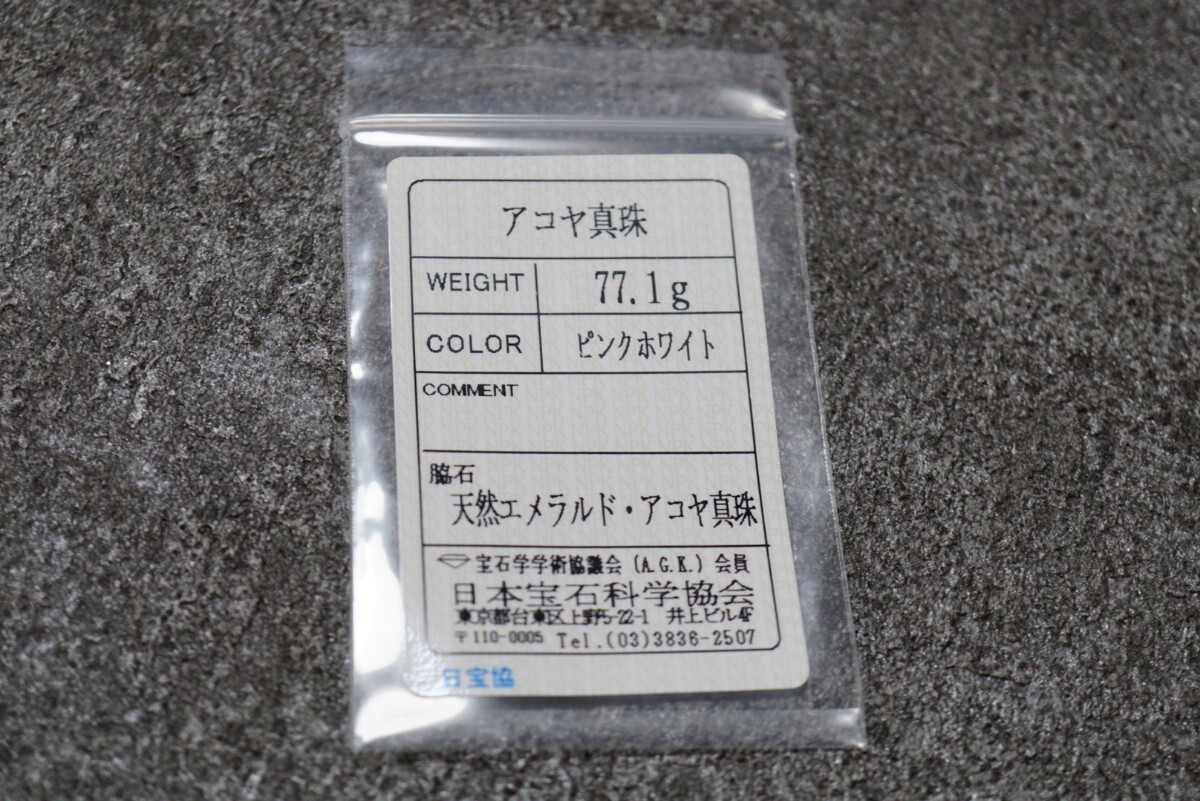 アコヤ真珠
WEIGHT 77.1g
COLOR ピンクホワイト
COMMENT
脇石
天然エメラルド・アコヤ真珠
宝石学学術協議会(A.G.K.)会員
日本宝石科学協会
東京都台東区上野5-22-1 井上ビル4F
〒110-0005 Tel.(03)3836-2507
日宝協